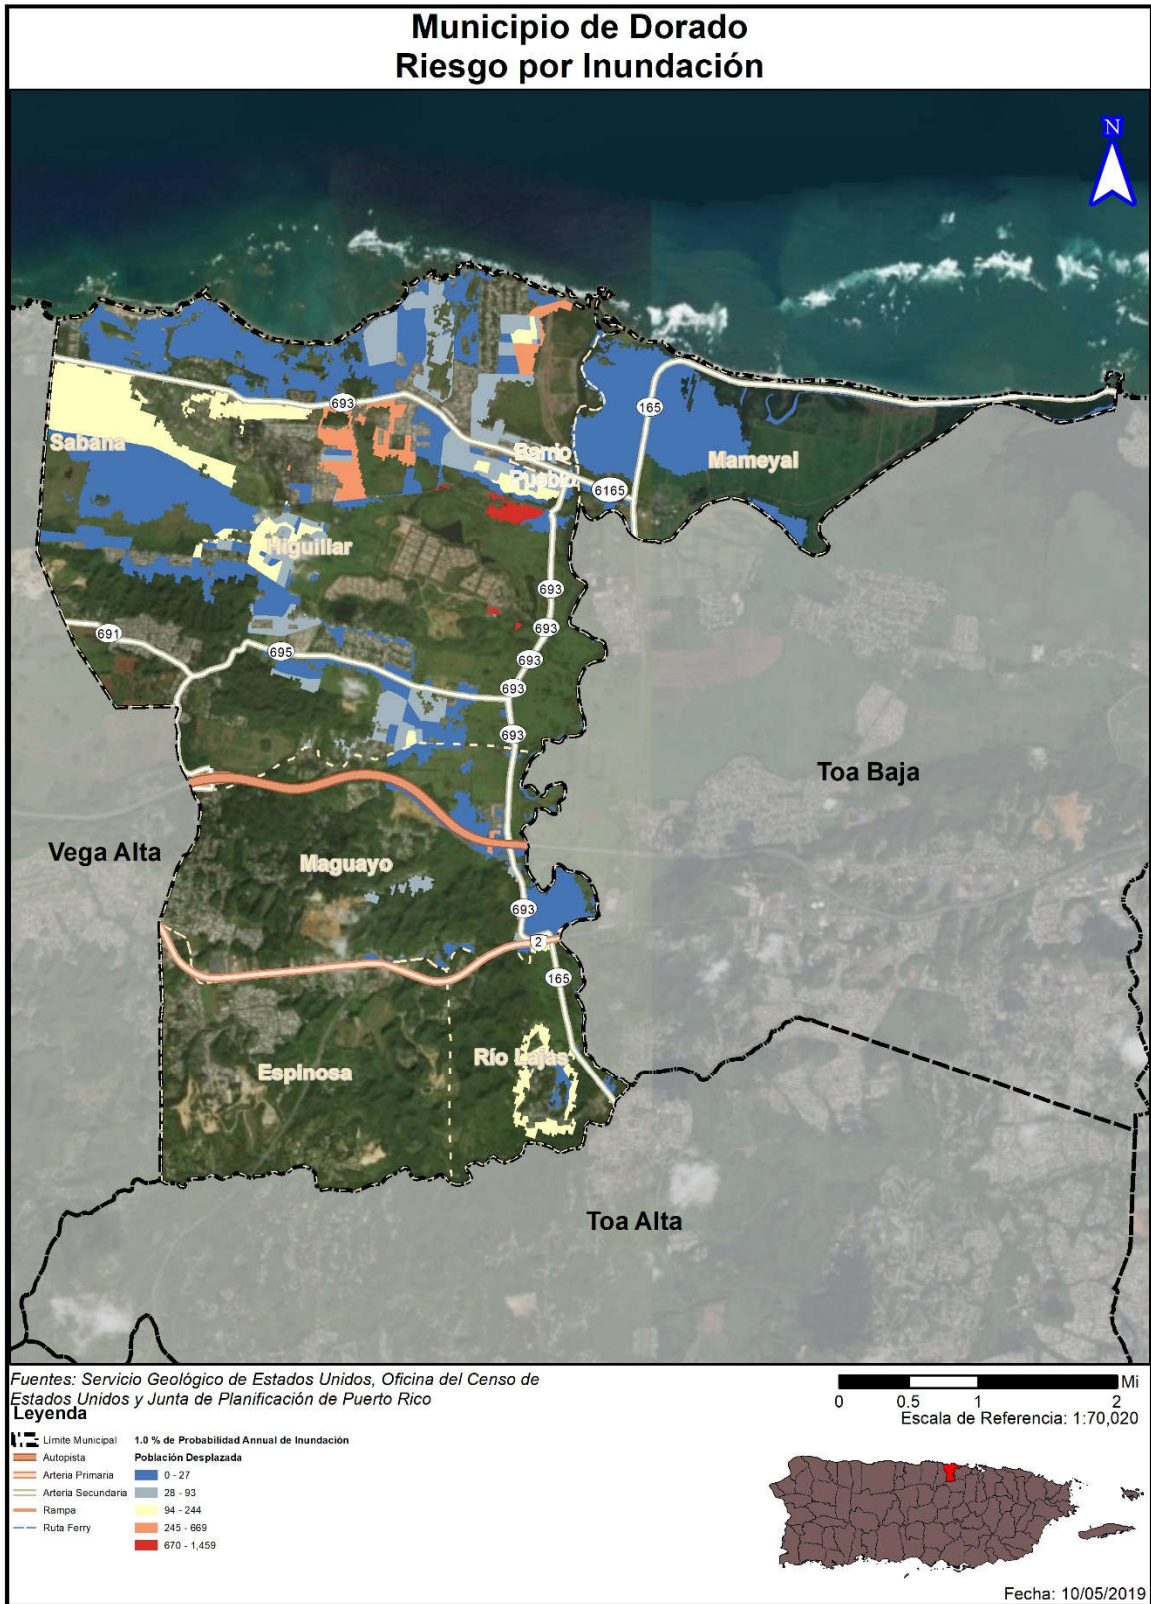 Municipio de Dorado
Riesgo por Inundación
N
693
165
Sabana
Barrio
Pueblo
Mameyal
6165
Higuillar
693
691
693
695
693
693
693
Toa Baja
Vega Alta
Maguayo
693
2
165
Río Lajas
Espinosa
Toa Alta
Fuentes: Servicio Geológico de Estados Unidos, Oficina del Censo de
Estados Unidos y Junta de Planificación de Puerto Rico
Leyenda
Límite Municipal
Autopista
Arteria Primaria
Arteria Secundaria
Rampa
Ruta Ferry
1.0 % de Probabilidad Annual de Inundación
Población Desplazada
0 - 27
28 - 93
94 - 244
245 - 669
670 - 1,459
Mi
0 0.5 1 2
Escala de Referencia: 1:70,020
Fecha: 10/05/2019